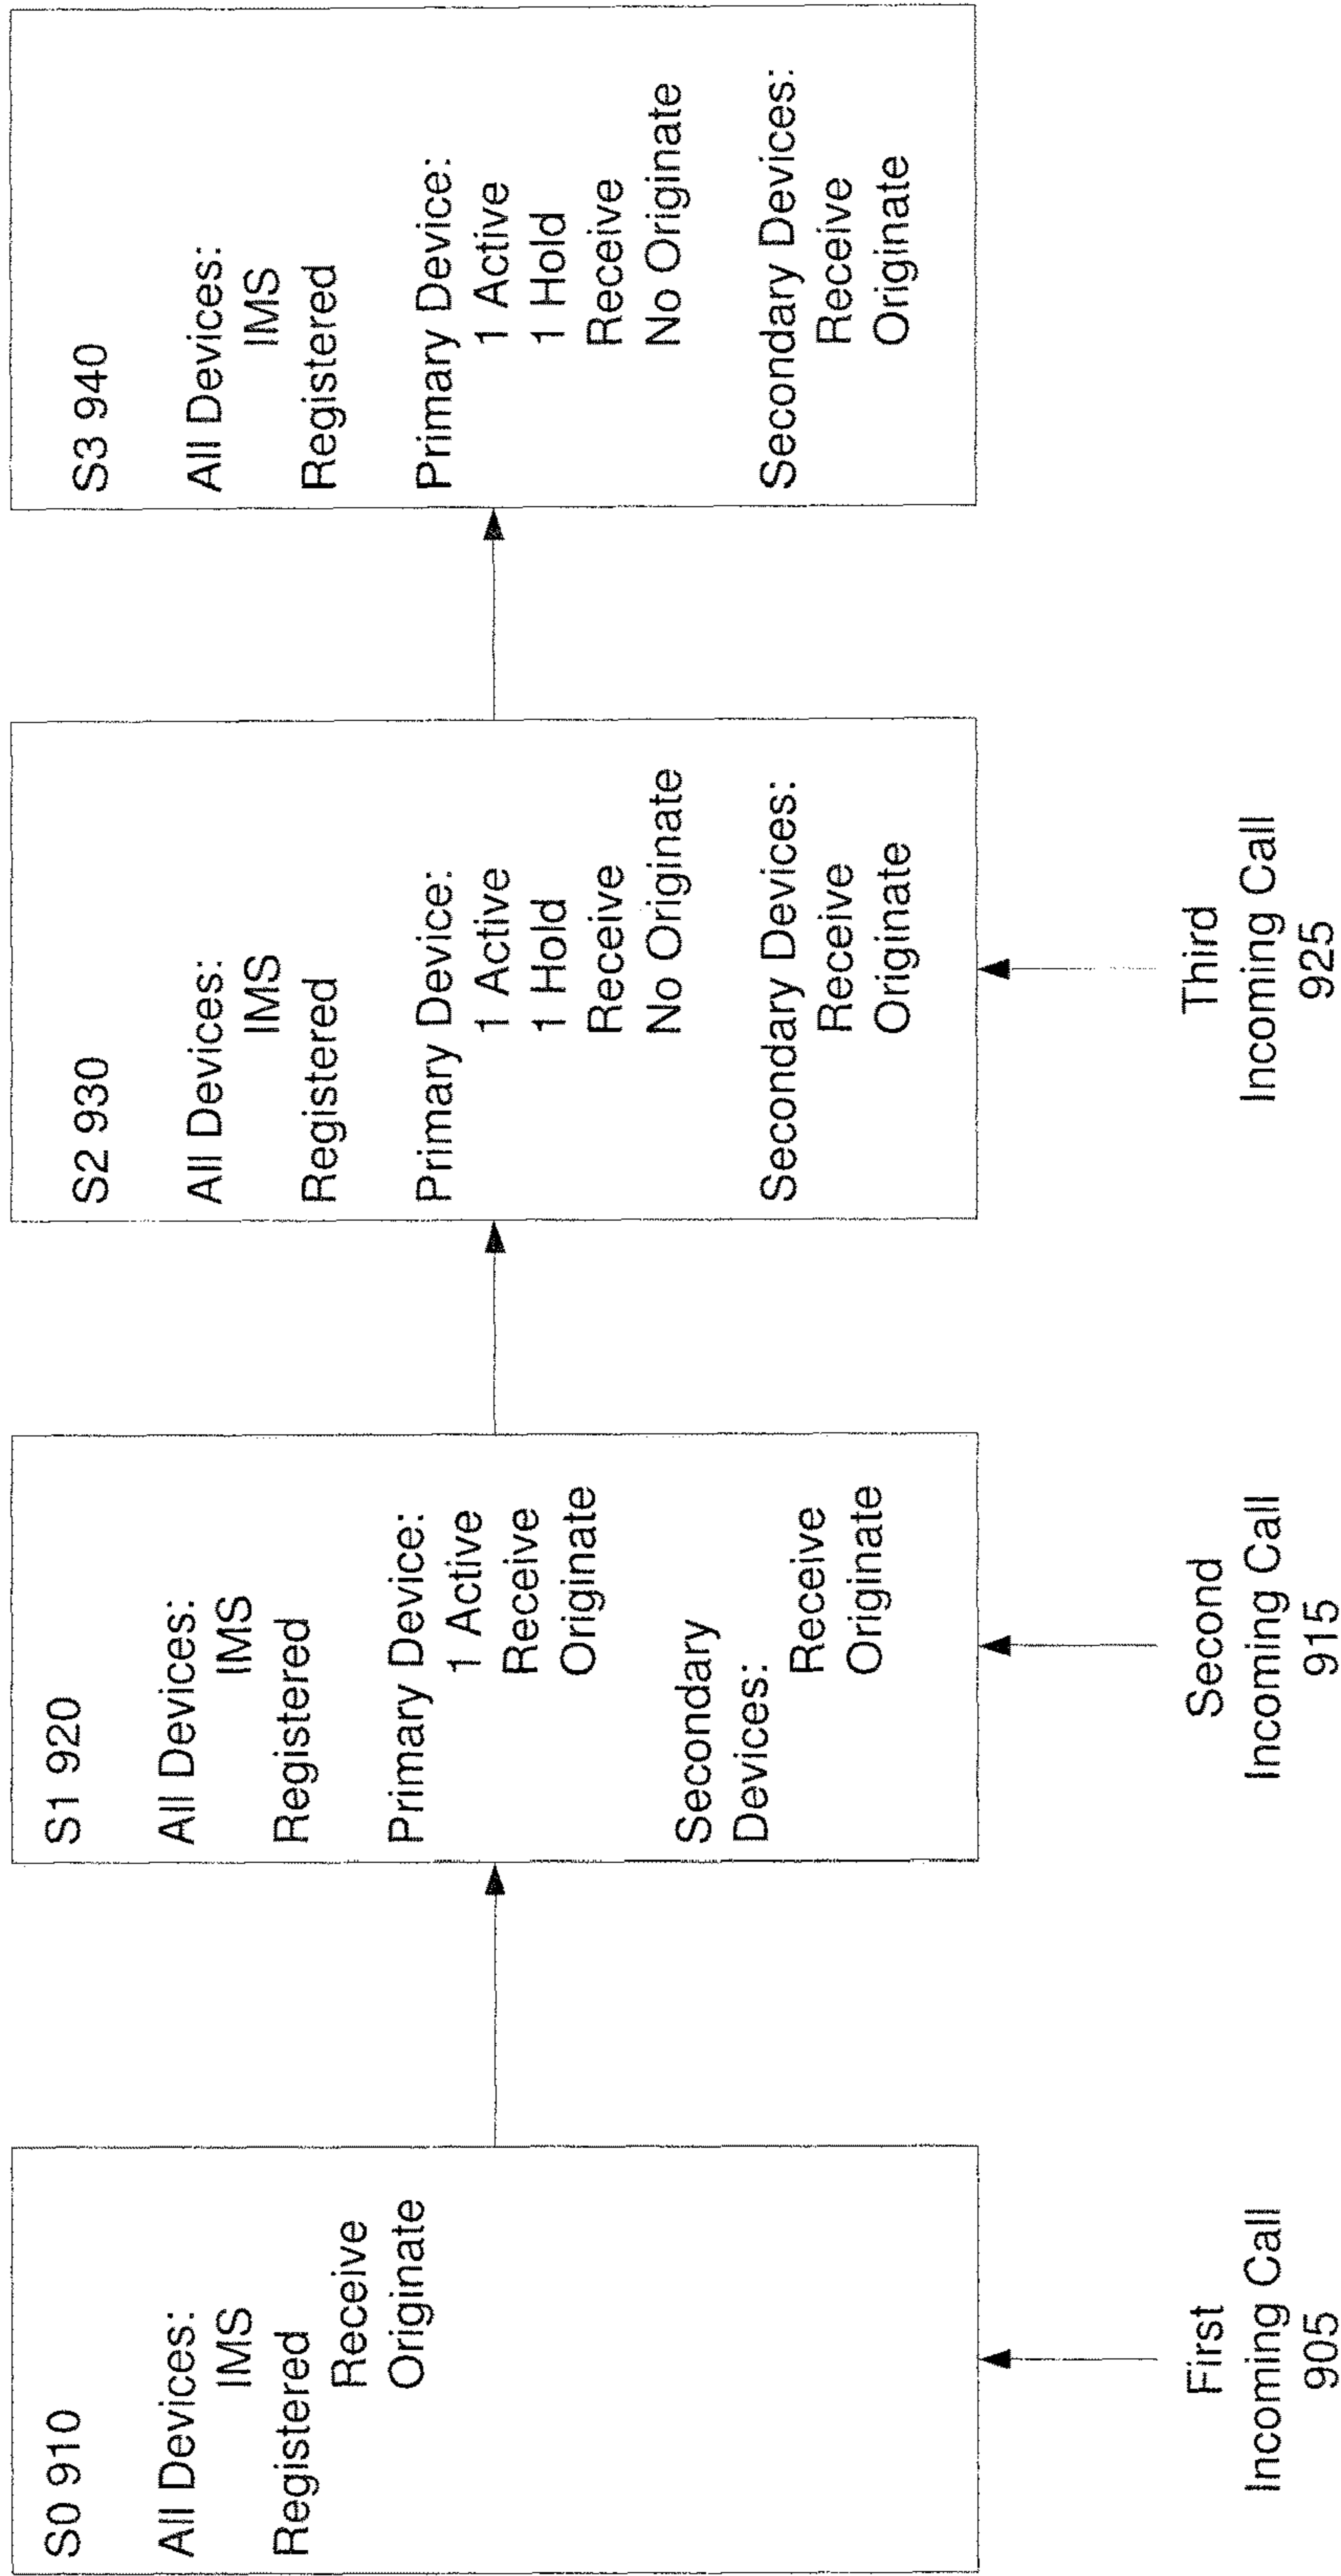 S0 910
All Devices:
IMS
Registered
Receive
Originate
First
Incoming Call
905
S1 920
All Devices:
IMS
Registered
Primary Device:
1 Active
Receive
Originate
Secondary
Devices:
Receive
Originate
Second
Incoming Call
915
S2 930
All Devices:
IMS
Registered
Primary Device:
1 Active
1 Hold
Receive
No Originate
Secondary Devices:
Receive
Originate
Third
Incoming Call
925
S3 940
All Devices:
IMS
Registered
Primary Device:
1 Active
1 Hold
Receive
No Originate
Secondary Devices:
Receive
Originate